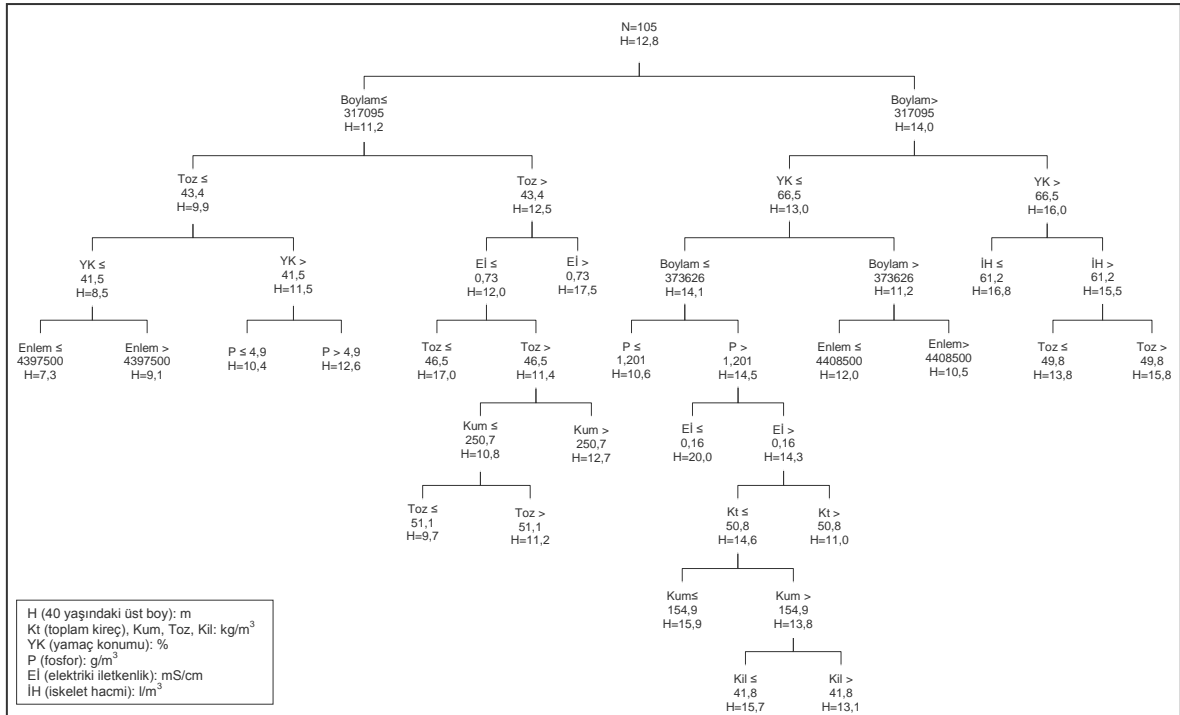 N=105
H=12,8
Boylam≤
317095
H=11,2
Boylam>
317095
H=14,0
Toz ≤
43,4
H=9,9
Toz >
43,4
H=12,5
YK ≤
66,5
H=13,0
YK >
66,5
H=16,0
YK ≤
41,5
H=8,5
YK >
41,5
H=11,5
Eİ ≤
0,73
H=12,0
Eİ >
0,73
H=17,5
Boylam ≤
373626
H=14,1
Boylam >
373626
H=11,2
İH ≤
61,2
H=16,8
İH >
61,2
H=15,5
Enlem ≤
4397500
H=7,3
Enlem >
4397500
H=9,1
P ≤ 4,9
H=10,4
P > 4,9
H=12,6
Toz ≤
46,5
H=17,0
Toz >
46,5
H=11,4
P ≤
1,201
H=10,6
P >
1,201
H=14,5
Enlem ≤
4408500
H=12,0
Enlem>
4408500
H=10,5
Toz ≤
49,8
H=13,8
Toz >
49,8
H=15,8
Kum ≤
250,7
H=10,8
Kum >
250,7
H=12,7
Eİ ≤
0,16
H=20,0
Eİ >
0,16
H=14,3
Toz ≤
51,1
H=9,7
Toz >
51,1
H=11,2
Kt ≤
50,8
H=14,6
Kt >
50,8
H=11,0
Kum≤
154,9
H=15,9
Kum >
154,9
H=13,8
Kil ≤
41,8
H=15,7
Kil >
41,8
H=13,1
H (40 yaşındaki üst boy): m
Kt (toplam kireç), Kum, Toz, Kil: kg/m³
YK (yamaç konumu): %
P (fosfor): g/m³
Eİ (elektriki iletkenlik): mS/cm
İH (iskelet hacmi): l/m³